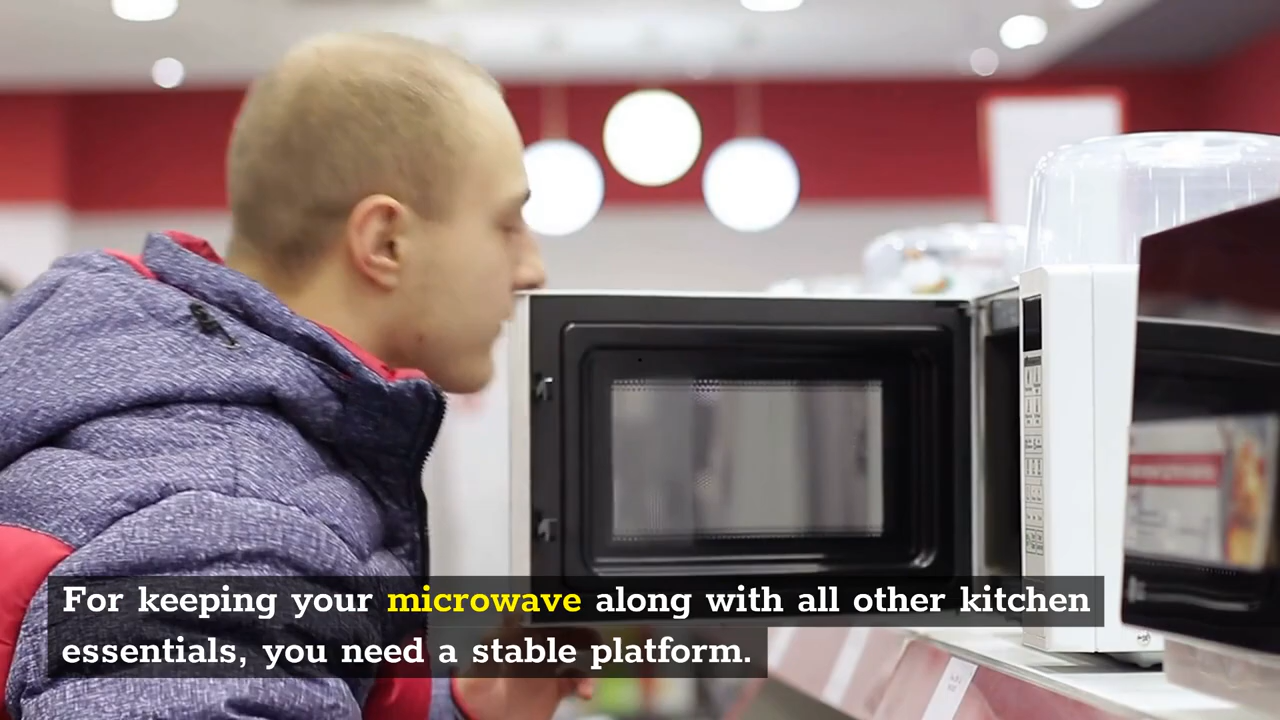 For keeping your microwave along with all other kitchen
essentials, you need a stable platform.